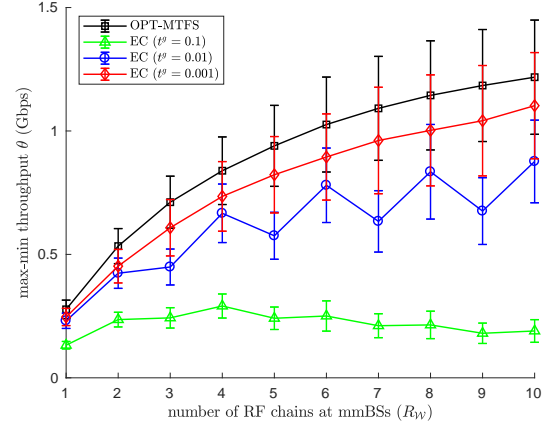 OPT-MTFS
EC (t^g = 0.1)
EC (t^g = 0.01)
EC (t^g = 0.001)
1.5
1
0.5
0
max-min throughput θ (Gbps)
1 2 3 4 5 6 7 8 9 10
number of RF chains at mmBSs (R_𝒲)